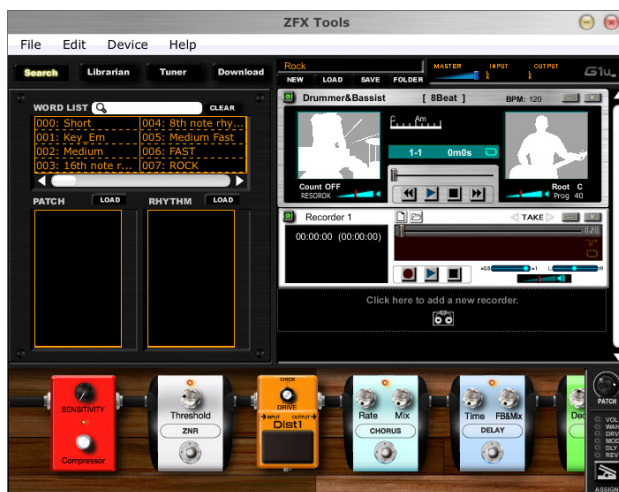 ZFX Tools
File Edit Device Help
Search Librarian Tuner Download
Rock
NEW LOAD SAVE FOLDER
MASTER INPUT OUTPUT
G1u
WORD LIST CLEAR
000: Short 004: 8th note rhy...
001: Key_Em 005: Medium Fast
002: Medium 006: FAST
003: 16th note r... 007: ROCK
PATCH LOAD RHYTHM LOAD
Drummer&Bassist [ 8Beat ] BPM: 120
C Am
1-1 0m0s
Count OFF
RESOROK
Root C
Prog 40
Recorder 1 TAKE
00:00:00 (00:00:00)
x0.5 x1 L R
Click here to add a new recorder.
SENSITIVITY
Compressor
Threshold
ZNR
CHECK
DRIVE
INPUT OUTPUT
Dist1
Rate Mix
CHORUS
Time FB&Mix
DELAY
Dec
PATCH
VOL
WAH
DRV
MOD
DLY
REV
ASSIGN